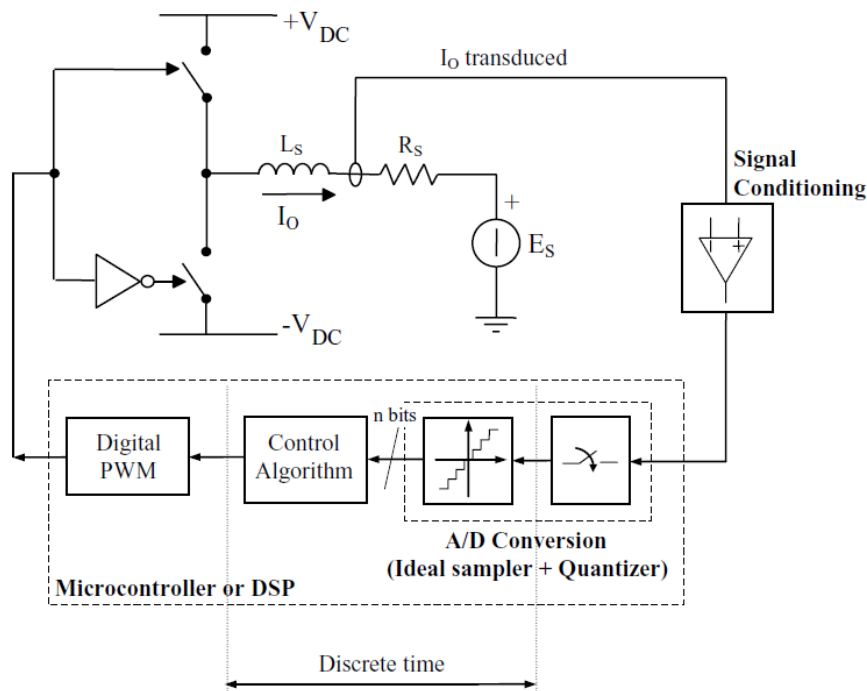 +V_DC
I_O transduced
L_S
R_S
Signal
Conditioning
I_O
+
E_S
+
-V_DC
n bits
Digital
PWM
Control
Algorithm
A/D Conversion
(Ideal sampler + Quantizer)
Microcontroller or DSP
Discrete time